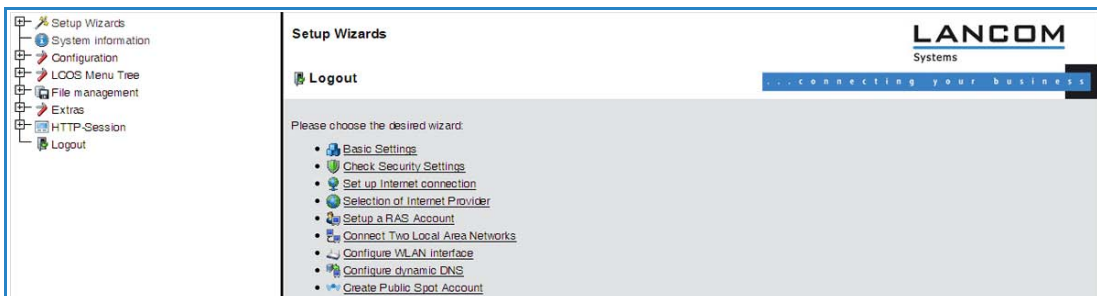 Setup Wizards
System information
Configuration
LCOS Menu Tree
File management
Extras
HTTP-Session
Logout
Setup Wizards
LANCOM
Systems
Logout
...connecting your business
Please choose the desired wizard:
Basic Settings
Check Security Settings
Set up Internet connection
Selection of Internet Provider
Setup a RAS Account
Connect Two Local Area Networks
Configure WLAN interface
Configure dynamic DNS
Create Public Spot Account